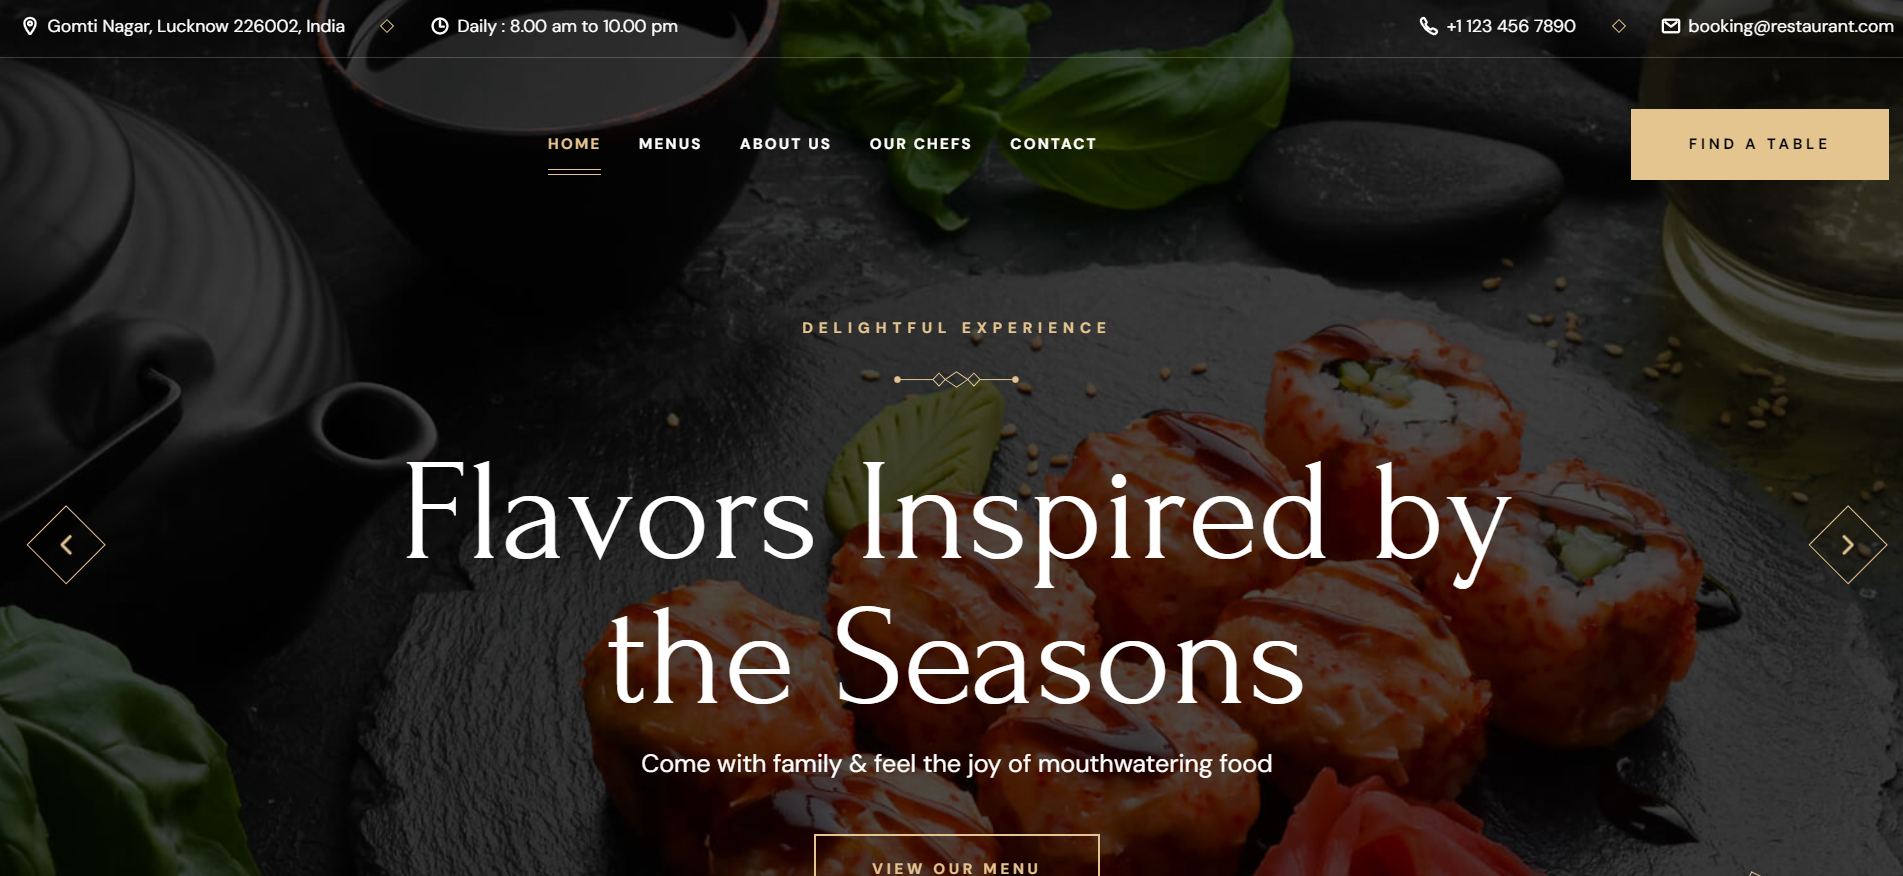 Gomti Nagar, Lucknow 226002, India
Daily : 8.00 am to 10.00 pm
+1 123 456 7890
booking@restaurant.com
HOME
MENUS
ABOUT US
OUR CHEFS
CONTACT
FIND A TABLE
DELIGHTFUL EXPERIENCE
Flavors Inspired by
the Seasons
Come with family & feel the joy of mouthwatering food
VIEW OUR MENU